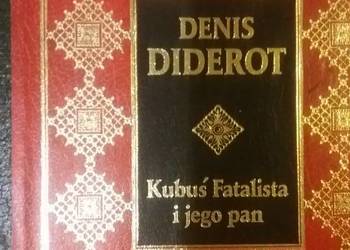 DENIS
DIDEROT
Kubuś Fatalista
i jego pan